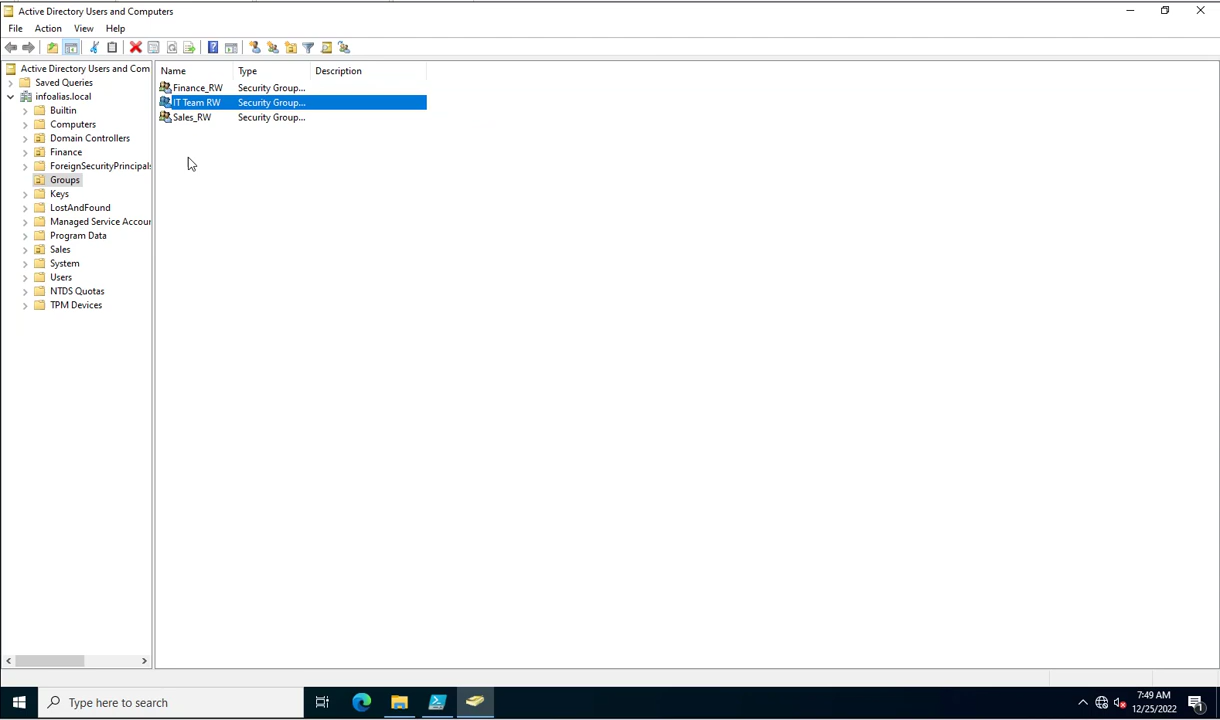 Active Directory Users and Computers
File Action View Help
Active Directory Users and Com
Saved Queries
infoalias.local
Builtin
Computers
Domain Controllers
Finance
ForeignSecurityPrincipals
Groups
Keys
LostAndFound
Managed Service Accour
Program Data
Sales
System
Users
NTDS Quotas
TPM Devices
Name Type Description
Finance_RW Security Group...
IT Team RW Security Group...
Sales_RW Security Group...
Type here to search
7:49 AM
12/25/2022
1